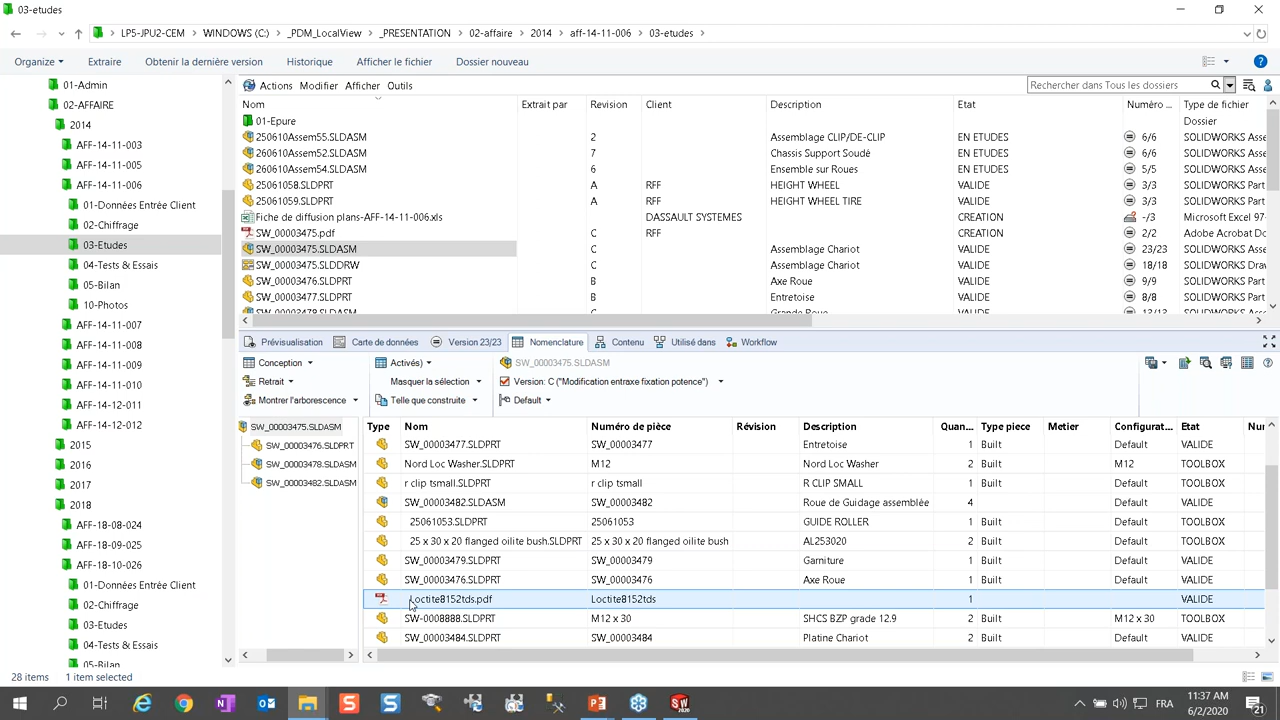 03-etudes
LP5-JPU2-CEM > WINDOWS (C:) > _PDM_LocalView > _PRESENTATION > 02-affaire > 2014 > aff-14-11-006 > 03-etudes >
Organize Extraire Obtenir la dernière version Historique Afficher le fichier Dossier nouveau
01-Admin
02-AFFAIRE
2014
AFF-14-11-003
AFF-14-11-005
AFF-14-11-006
01-Données Entrée Client
02-Chiffrage
03-Etudes
04-Tests & Essais
05-Bilan
10-Photos
AFF-14-11-007
AFF-14-11-008
AFF-14-11-009
AFF-14-11-010
AFF-14-12-011
AFF-14-12-012
2015
2016
2017
2018
AFF-18-08-024
AFF-18-09-025
AFF-18-10-026
01-Données Entrée Client
02-Chiffrage
03-Etudes
04-Tests & Essais
05-Bilan
Actions Modifier Afficher Outils
Rechercher dans Tous les dossiers
Nom Extrait par Revision Client Description Etat Numéro ... Type de fichier
01-Epure Dossier
250610Assem55.SLDASM 2 Assemblage CLIP/DE-CLIP EN ETUDES 6/6 SOLIDWORKS Asse
260610Assem52.SLDASM 7 Chassis Support Soudé EN ETUDES 6/6 SOLIDWORKS Asse
260610Assem54.SLDASM 6 Ensemble sur Roues EN ETUDES 5/5 SOLIDWORKS Asse
25061058.SLDPRT A RFF HEIGHT WHEEL VALIDE 3/3 SOLIDWORKS Part
25061059.SLDPRT A RFF HEIGHT WHEEL TIRE VALIDE 3/3 SOLIDWORKS Part
Fiche de diffusion plans-AFF-14-11-006.xls DASSAULT SYSTEMES CREATION -/3 Microsoft Excel 97-
SW_00003475.pdf C RFF CREATION 2/2 Adobe Acrobat Do
SW_00003475.SLDASM C Assemblage Chariot VALIDE 23/23 SOLIDWORKS Asse
SW_00003475.SLDDRW C Assemblage Chariot VALIDE 18/18 SOLIDWORKS Draw
SW_00003476.SLDPRT B Axe Roue VALIDE 9/9 SOLIDWORKS Part
SW_00003477.SLDPRT B Entretoise VALIDE 8/8 SOLIDWORKS Part
SW_00003478.SLDASM C Grande Roue VALIDE 12/12 SOLIDWORKS Asse
Prévisualisation Carte de données Version 23/23 Nomenclature Contenu Utilisé dans Workflow
Conception Activés) SW_00003475.SLDASM
Retrait Masquer la sélection Version: C ("Modification entraxe fixation potence")
Montrer l'arborescence Telle que construite Default
SW_00003475.SLDASM
SW_00003476.SLDPRT
SW_00003478.SLDASM
SW_00003482.SLDASM
Type Nom Numéro de pièce Révision Description Quan... Type piece Metier Configurat... Etat Nur
SW_00003477.SLDPRT SW_00003477 Entretoise 1 Built Default VALIDE
Nord Loc Washer.SLDPRT M12 Nord Loc Washer 2 Built M12 TOOLBOX
r clip tsmall.SLDPRT r clip tsmall R CLIP SMALL 1 Built Default TOOLBOX
SW_00003482.SLDASM SW_00003482 Roue de Guidage assemblée 4 Default VALIDE
25061053.SLDPRT 25061053 GUIDE ROLLER 1 Built Default TOOLBOX
25 x 30 x 20 flanged oilite bush.SLDPRT 25 x 30 x 20 flanged oilite bush AL253020 2 Built Default TOOLBOX
SW_00003479.SLDPRT SW_00003479 Garniture 1 Built Default VALIDE
SW_00003476.SLDPRT SW_00003476 Axe Roue 1 Built Default VALIDE
Loctite8152tds.pdf Loctite8152tds 1 VALIDE
SW-0008888.SLDPRT M12 x 30 SHCS BZP grade 12.9 2 Built M12 x 30 TOOLBOX
SW_00003484.SLDPRT SW_00003484 Platine Chariot 2 Built Default VALIDE
28 items 1 item selected
FRA 11:37 AM
6/2/2020 21